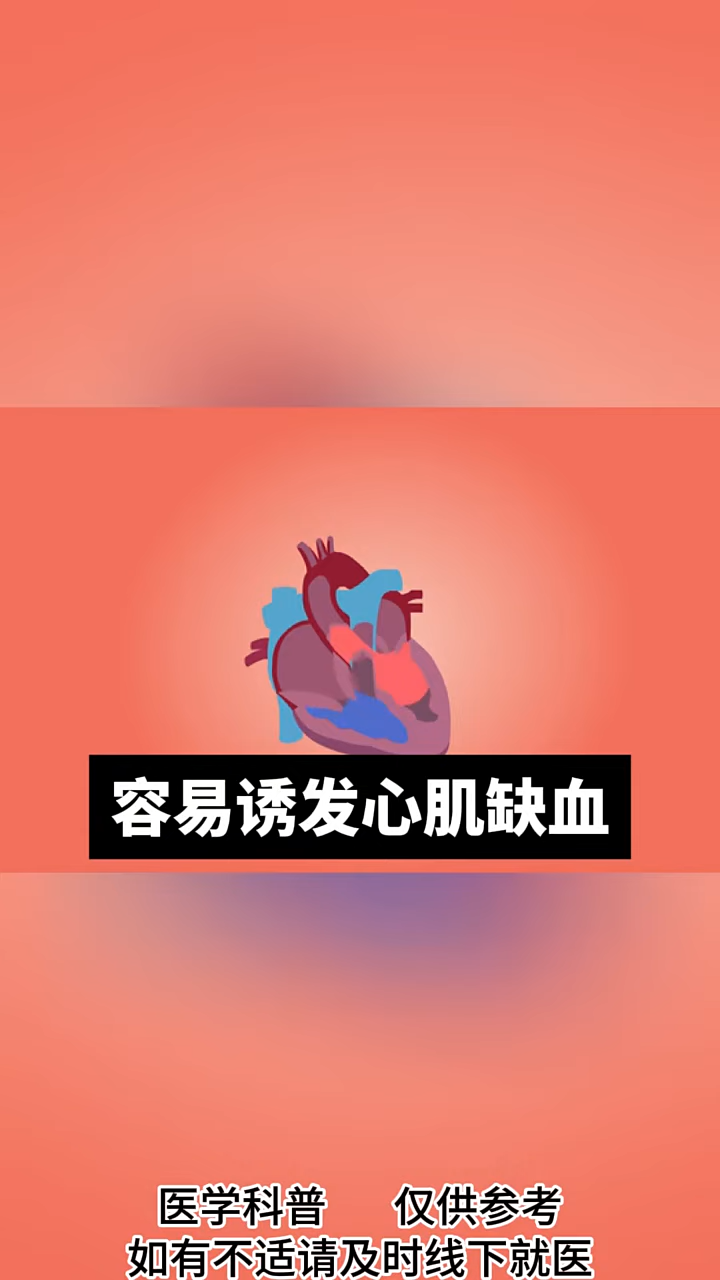 容易诱发心肌缺血
医学科普 仅供参考
如有不适请及时线下就医